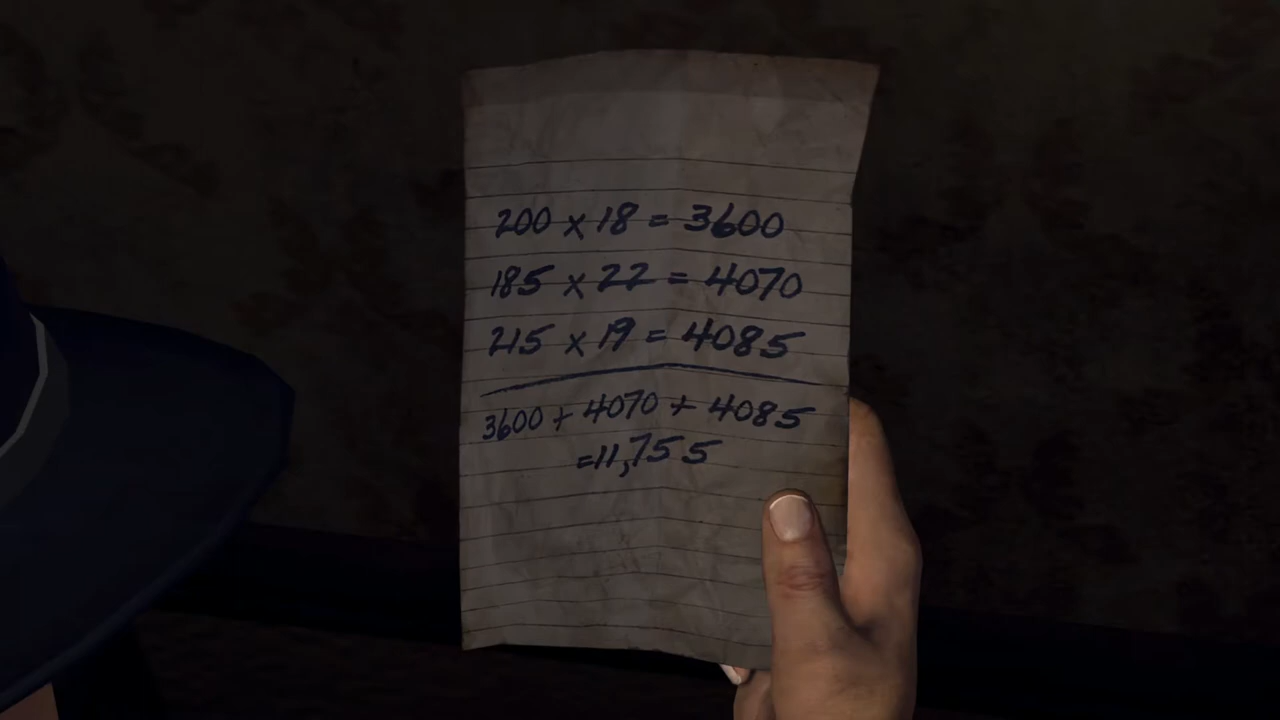 200 x 18 = 3600
185 x 22 = 4070
215 x 19 = 4085
3600 + 4070 + 4085
=11,755